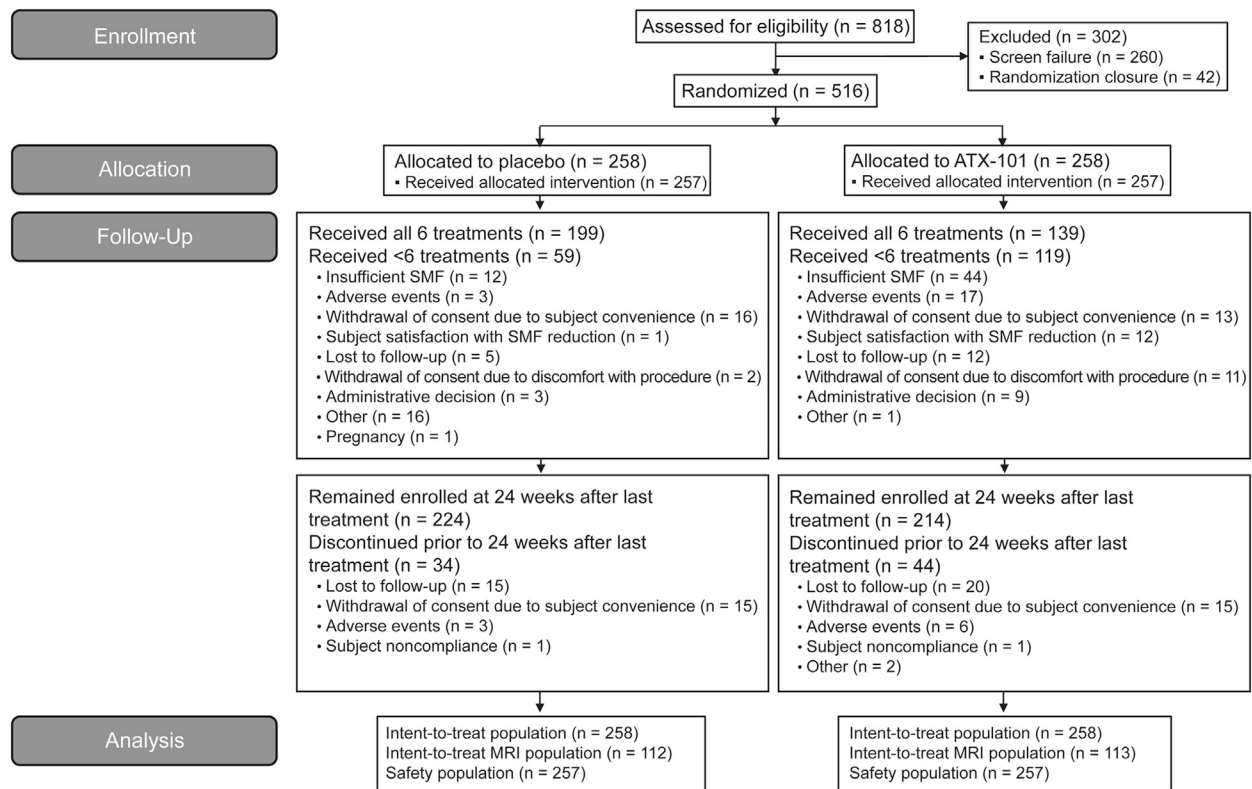 Enrollment
Assessed for eligibility (n = 818)
Excluded (n = 302)
▪ Screen failure (n = 260)
▪ Randomization closure (n = 42)
Randomized (n = 516)
Allocation
Allocated to placebo (n = 258)
▪ Received allocated intervention (n = 257)
Allocated to ATX-101 (n = 258)
▪ Received allocated intervention (n = 257)
Follow-Up
Received all 6 treatments (n = 199)
Received <6 treatments (n = 59)
• Insufficient SMF (n = 12)
• Adverse events (n = 3)
• Withdrawal of consent due to subject convenience (n = 16)
• Subject satisfaction with SMF reduction (n = 1)
• Lost to follow-up (n = 5)
• Withdrawal of consent due to discomfort with procedure (n = 2)
• Administrative decision (n = 3)
• Other (n = 16)
• Pregnancy (n = 1)
Received all 6 treatments (n = 139)
Received <6 treatments (n = 119)
• Insufficient SMF (n = 44)
• Adverse events (n = 17)
• Withdrawal of consent due to subject convenience (n = 13)
• Subject satisfaction with SMF reduction (n = 12)
• Lost to follow-up (n = 12)
• Withdrawal of consent due to discomfort with procedure (n = 11)
• Administrative decision (n = 9)
• Other (n = 1)
Remained enrolled at 24 weeks after last
treatment (n = 224)
Discontinued prior to 24 weeks after last
treatment (n = 34)
• Lost to follow-up (n = 15)
• Withdrawal of consent due to subject convenience (n = 15)
• Adverse events (n = 3)
• Subject noncompliance (n = 1)
Remained enrolled at 24 weeks after last
treatment (n = 214)
Discontinued prior to 24 weeks after last
treatment (n = 44)
• Lost to follow-up (n = 20)
• Withdrawal of consent due to subject convenience (n = 15)
• Adverse events (n = 6)
• Subject noncompliance (n = 1)
• Other (n = 2)
Analysis
Intent-to-treat population (n = 258)
Intent-to-treat MRI population (n = 112)
Safety population (n = 257)
Intent-to-treat population (n = 258)
Intent-to-treat MRI population (n = 113)
Safety population (n = 257)